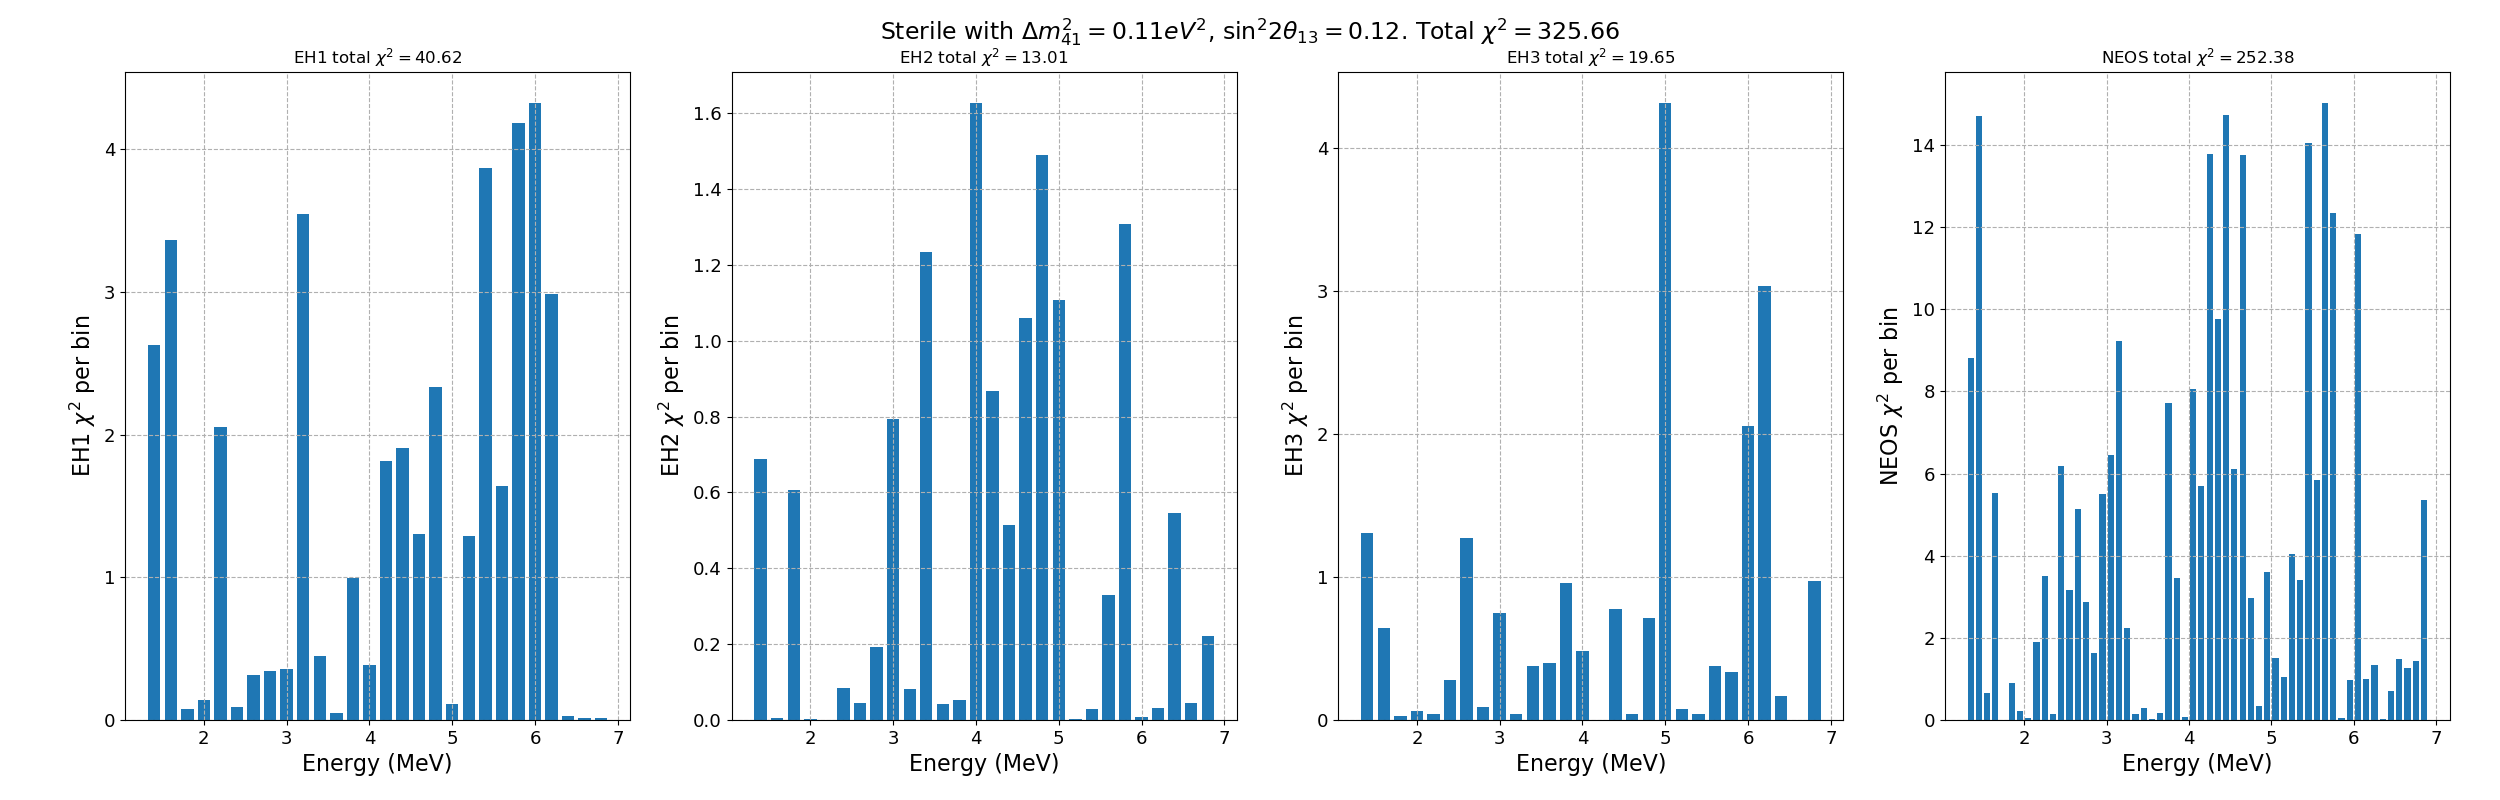 Sterile with Δm²₄₁ = 0.11eV², sin²2θ₁₃ = 0.12. Total χ² = 325.66
EH1 total χ² = 40.62
EH1 χ² per bin
4
3
2
1
0
2 3 4 5 6 7
Energy (MeV)
EH2 total χ² = 13.01
EH2 χ² per bin
1.6
1.4
1.2
1.0
0.8
0.6
0.4
0.2
0.0
2 3 4 5 6 7
Energy (MeV)
EH3 total χ² = 19.65
EH3 χ² per bin
4
3
2
1
0
2 3 4 5 6 7
Energy (MeV)
NEOS total χ² = 252.38
NEOS χ² per bin
14
12
10
8
6
4
2
0
2 3 4 5 6 7
Energy (MeV)